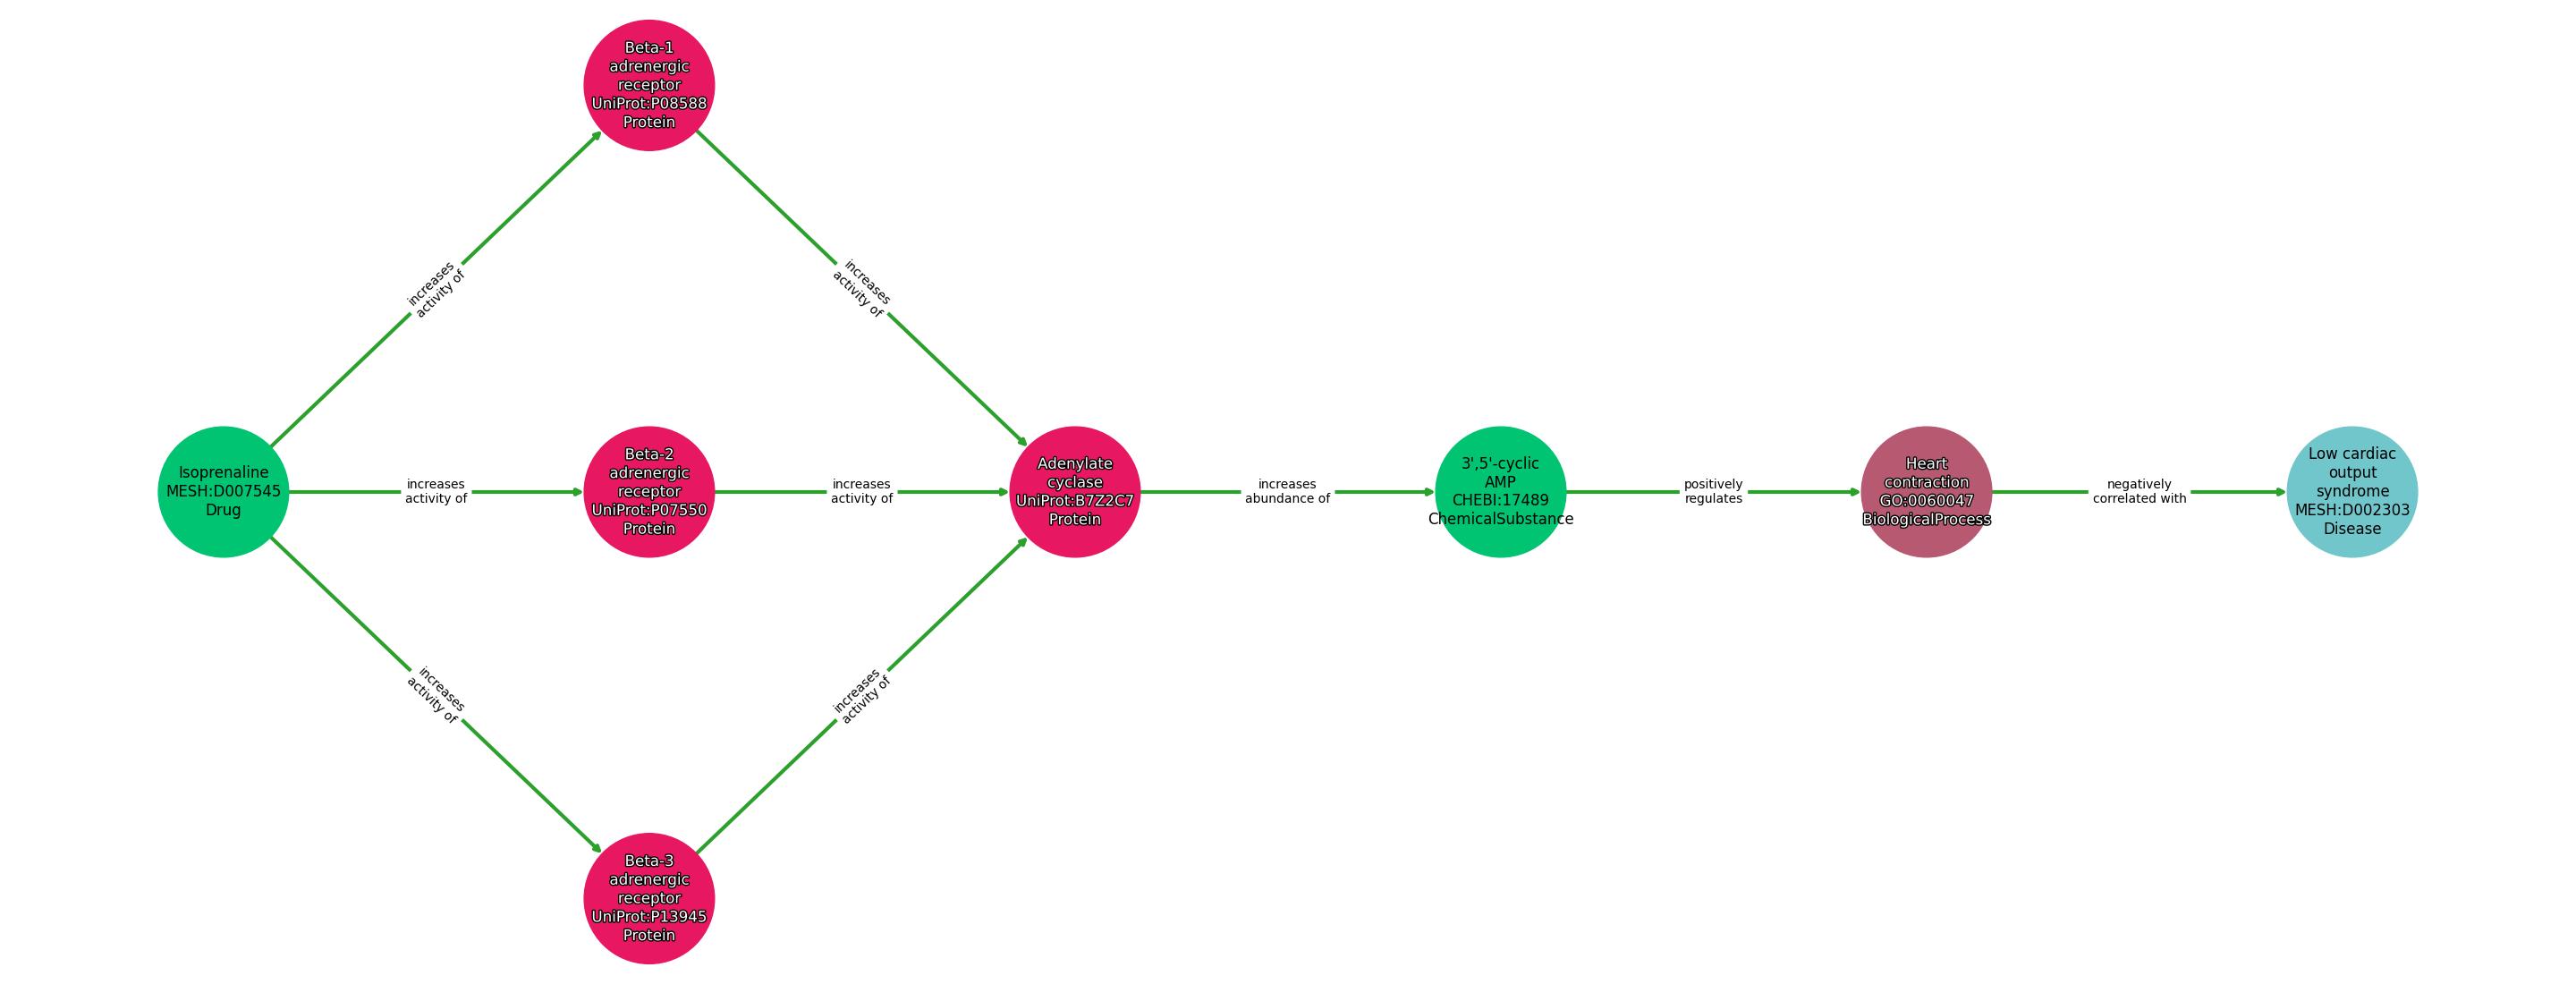 Beta-1
adrenergic
receptor
UniProt:P08588
Protein
increases
activity of
increases
activity of
Isoprenaline
MESH:D007545
Drug
increases
activity of
Beta-2
adrenergic
receptor
UniProt:P07550
Protein
increases
activity of
Adenylate
cyclase
UniProt:B7Z2C7
Protein
increases
abundance of
3',5'-cyclic
AMP
CHEBI:17489
ChemicalSubstance
positively
regulates
Heart
contraction
GO:0060047
BiologicalProcess
negatively
correlated with
Low cardiac
output
syndrome
MESH:D002303
Disease
increases
activity of
increases
activity of
Beta-3
adrenergic
receptor
UniProt:P13945
Protein